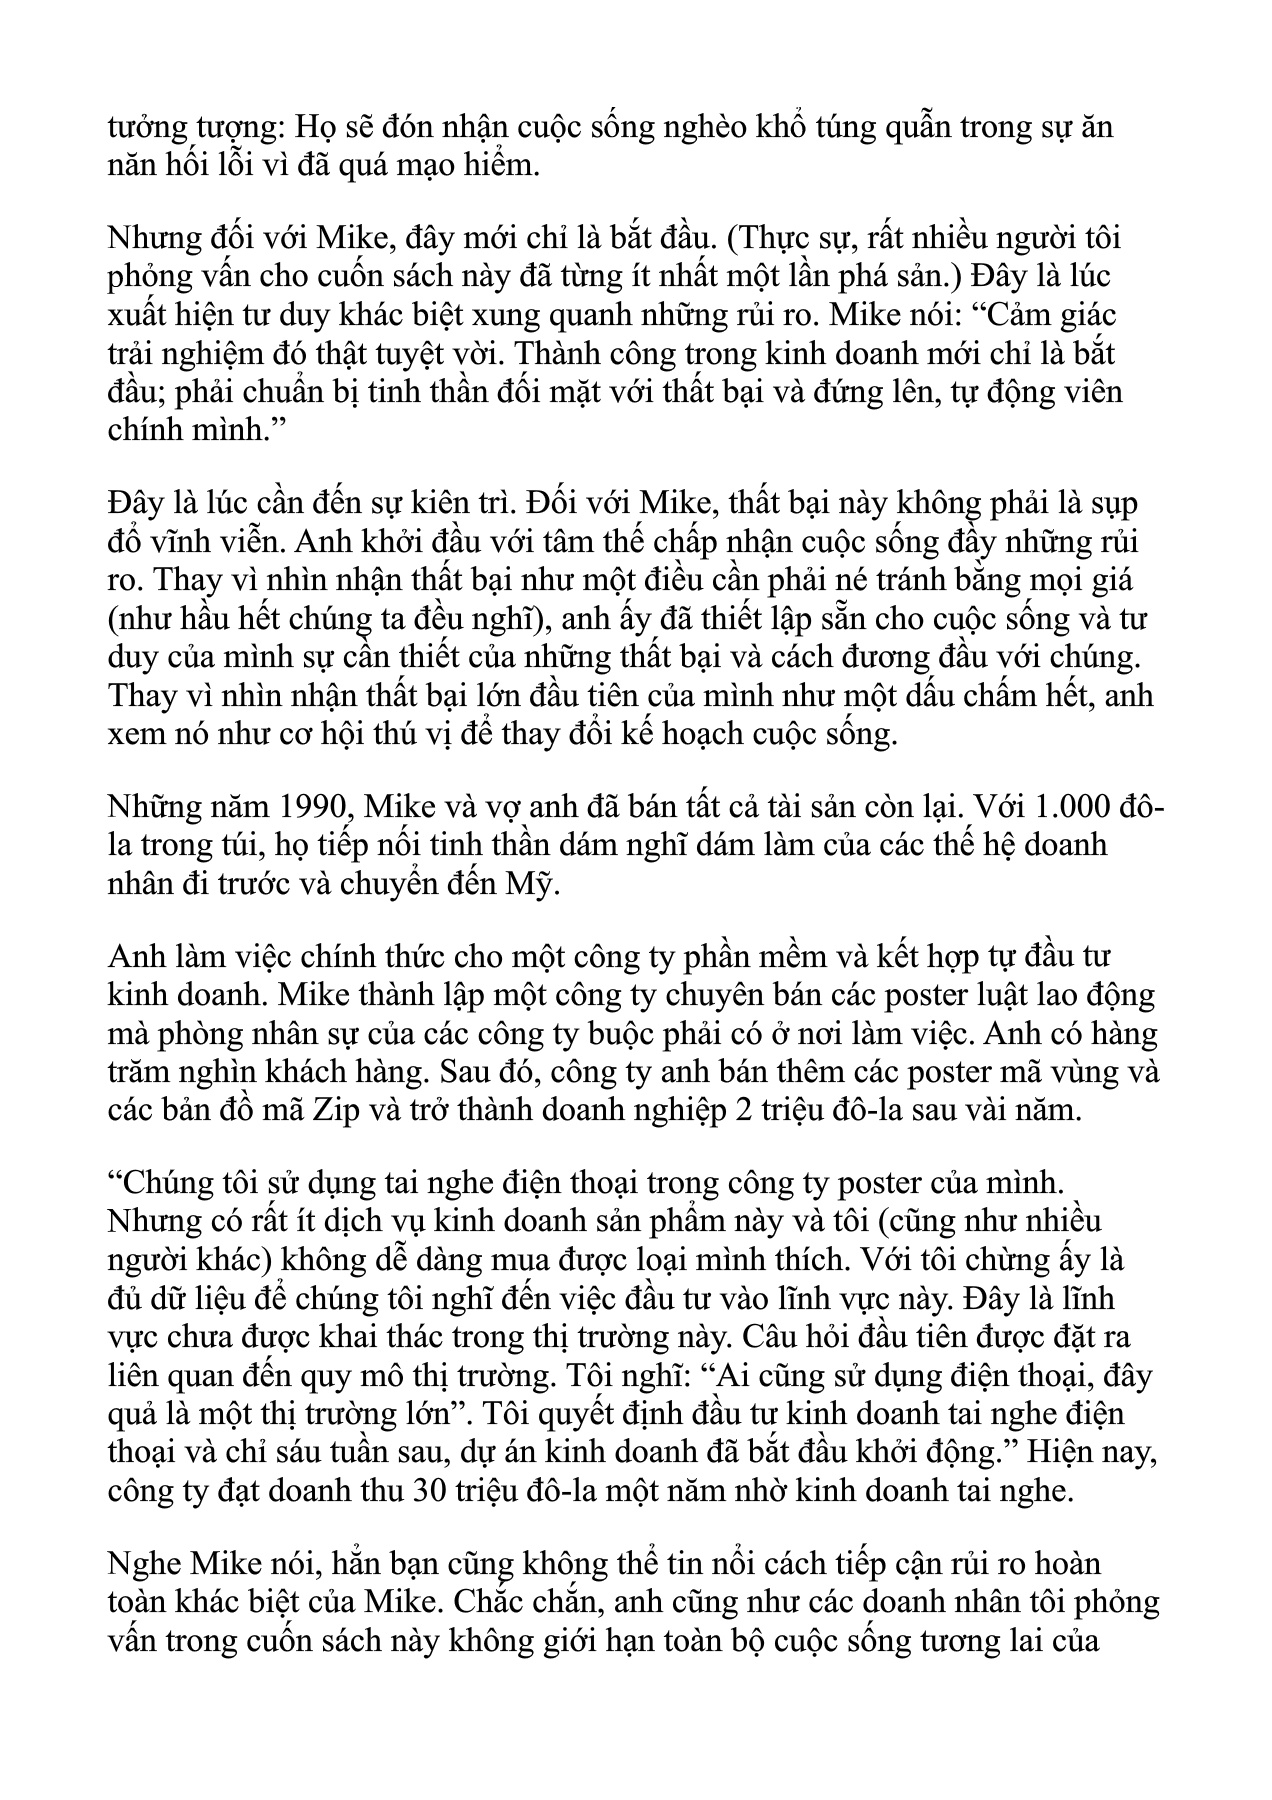 tưởng tượng: Họ sẽ đón nhận cuộc sống nghèo khổ túng quẫn trong sự ăn
năn hối lỗi vì đã quá mạo hiểm.
Nhưng đối với Mike, đây mới chỉ là bắt đầu. (Thực sự, rất nhiều người tôi
phỏng vấn cho cuốn sách này đã từng ít nhất một lần phá sản.) Đây là lúc
xuất hiện tư duy khác biệt xung quanh những rủi ro. Mike nói: “Cảm giác
trải nghiệm đó thật tuyệt vời. Thành công trong kinh doanh mới chỉ là bắt
đầu; phải chuẩn bị tinh thần đối mặt với thất bại và đứng lên, tự động viên
chính mình.”
Đây là lúc cần đến sự kiên trì. Đối với Mike, thất bại này không phải là sụp
đổ vĩnh viễn. Anh khởi đầu với tâm thế chấp nhận cuộc sống đầy những rủi
ro. Thay vì nhìn nhận thất bại như một điều cần phải né tránh bằng mọi giá
(như hầu hết chúng ta đều nghĩ), anh ấy đã thiết lập sẵn cho cuộc sống và tư
duy của mình sự cần thiết của những thất bại và cách đương đầu với chúng.
Thay vì nhìn nhận thất bại lớn đầu tiên của mình như một dấu chấm hết, anh
xem nó như cơ hội thú vị để thay đổi kế hoạch cuộc sống.
Những năm 1990, Mike và vợ anh đã bán tất cả tài sản còn lại. Với 1.000 đô-
la trong túi, họ tiếp nối tinh thần dám nghĩ dám làm của các thế hệ doanh
nhân đi trước và chuyển đến Mỹ.
Anh làm việc chính thức cho một công ty phần mềm và kết hợp tự đầu tư
kinh doanh. Mike thành lập một công ty chuyên bán các poster luật lao động
mà phòng nhân sự của các công ty buộc phải có ở nơi làm việc. Anh có hàng
trăm nghìn khách hàng. Sau đó, công ty anh bán thêm các poster mã vùng và
các bản đồ mã Zip và trở thành doanh nghiệp 2 triệu đô-la sau vài năm.
“Chúng tôi sử dụng tai nghe điện thoại trong công ty poster của mình.
Nhưng có rất ít dịch vụ kinh doanh sản phẩm này và tôi (cũng như nhiều
người khác) không dễ dàng mua được loại mình thích. Với tôi chừng ấy là
đủ dữ liệu để chúng tôi nghĩ đến việc đầu tư vào lĩnh vực này. Đây là lĩnh
vực chưa được khai thác trong thị trường này. Câu hỏi đầu tiên được đặt ra
liên quan đến quy mô thị trường. Tôi nghĩ: “Ai cũng sử dụng điện thoại, đây
quả là một thị trường lớn”. Tôi quyết định đầu tư kinh doanh tai nghe điện
thoại và chỉ sáu tuần sau, dự án kinh doanh đã bắt đầu khởi động.” Hiện nay,
công ty đạt doanh thu 30 triệu đô-la một năm nhờ kinh doanh tai nghe.
Nghe Mike nói, hẳn bạn cũng không thể tin nổi cách tiếp cận rủi ro hoàn
toàn khác biệt của Mike. Chắc chắn, anh cũng như các doanh nhân tôi phỏng
vấn trong cuốn sách này không giới hạn toàn bộ cuộc sống tương lai của